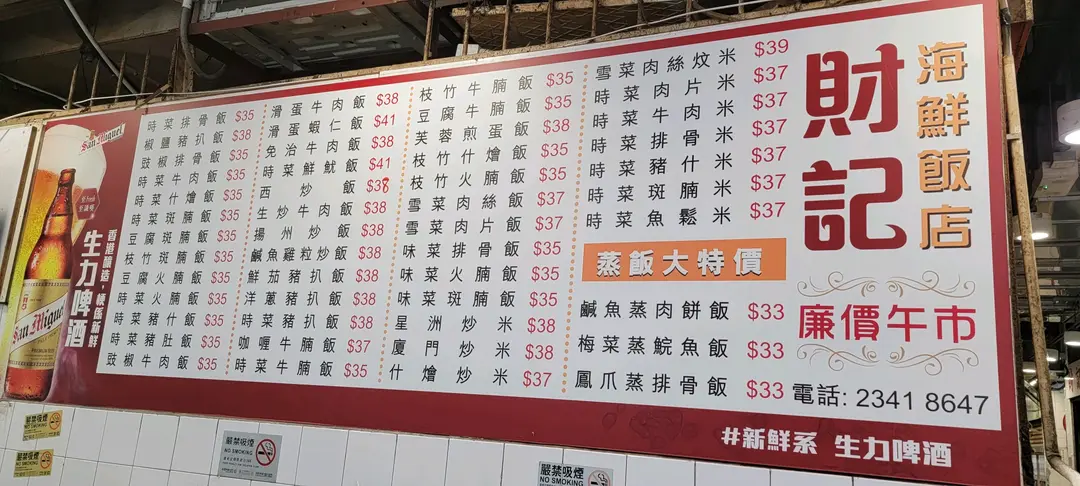 San Miguel
生力啤酒
香港釀造，梗係新鮮
San Miguel
時菜排骨飯 $35
椒鹽豬扒飯 $38
豉椒排骨飯 $35
時菜牛肉飯 $35
時菜什燴飯 $35
時菜斑腩飯 $35
豆腐斑腩飯 $35
枝竹斑腩飯 $35
豆腐火腩飯 $35
時菜火腩飯 $35
時菜豬什飯 $35
時菜豬肚飯 $35
豉椒牛肉飯 $35
滑蛋牛肉飯 $38
滑蛋蝦仁飯 $41
免治牛肉飯 $38
時菜鮮魷飯 $41
西炒飯 $38
生炒牛肉飯 $38
揚州炒飯 $38
鹹魚雞粒炒飯 $38
鮮茄豬扒飯 $38
洋蔥豬扒飯 $38
時菜豬扒飯 $38
咖喱牛腩飯 $37
時菜牛腩飯 $35
枝竹牛腩飯 $35
豆腐牛腩飯 $35
芙蓉煎蛋飯 $38
枝竹什燴飯 $35
枝竹火腩飯 $35
雪菜肉絲飯 $35
雪菜肉片飯 $35
味菜排骨飯 $35
味菜火腩飯 $35
味菜斑腩飯 $35
星洲炒米 $38
廈門炒米 $38
什燴炒米 $37
雪菜肉絲炆米 $39
時菜肉片米 $37
時菜牛肉米 $37
時菜排骨米 $37
時菜豬什米 $37
時菜斑腩米 $37
時菜魚鬆米 $37
蒸飯大特價
鹹魚蒸肉餅飯 $33
梅菜蒸鯇魚飯 $33
鳳爪蒸排骨飯 $33
財記
海鮮飯店
廉價午市
電話: 2341 8647
#新鮮系 生力啤酒
嚴禁吸煙
NO SMOKING
嚴禁吸煙
NO SMOKING
嚴禁吸煙
NO SMOKING
嚴禁吸煙
NO SMOKING